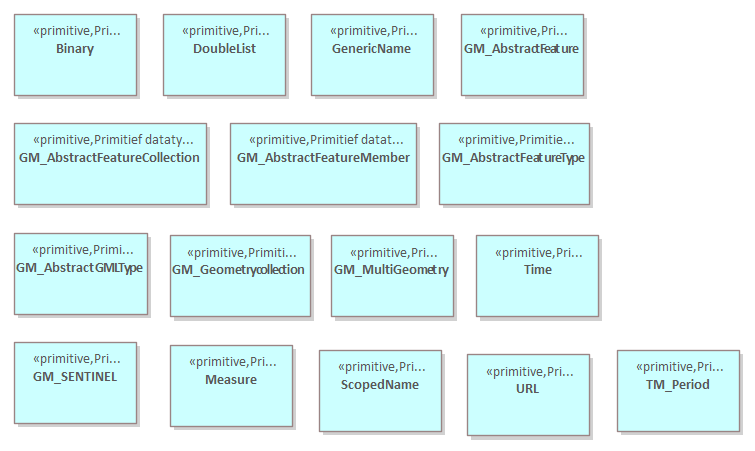 «primitive,Pri...
Binary
«primitive,Pri...
DoubleList
«primitive,Pri...
GenericName
«primitive,Pri...
GM_AbstractFeature
«primitive,Primitief dataty...
GM_AbstractFeatureCollection
«primitive,Primitief datat...
GM_AbstractFeatureMember
«primitive,Primitie...
GM_AbstractFeatureType
«primitive,Primi...
GM_AbstractGMLType
«primitive,Primiti...
GM_Geometrycollection
«primitive,Pri...
GM_MultiGeometry
«primitive,Pri...
Time
«primitive,Pri...
GM_SENTINEL
«primitive,Pri...
Measure
«primitive,Pri...
ScopedName
«primitive,Pri...
URL
«primitive,Pri...
TM_Period